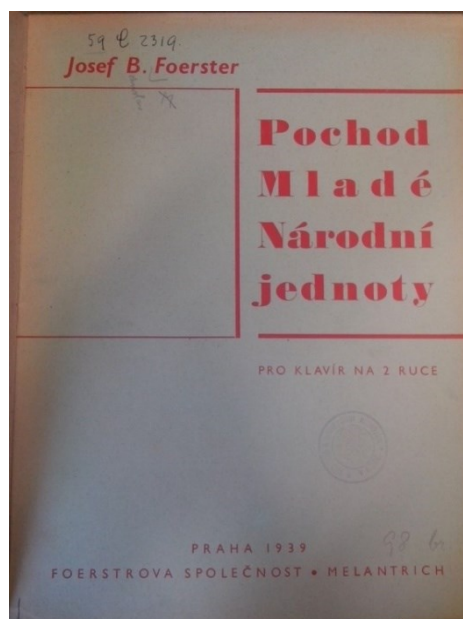 59 C 2319.
Josef B. Foerster
Pochod
Mladé
Národní
jednoty
PRO KLAVÍR NA 2 RUCE
PRAHA 1939
FOERSTROVA SPOLEČNOST • MELANTRICH